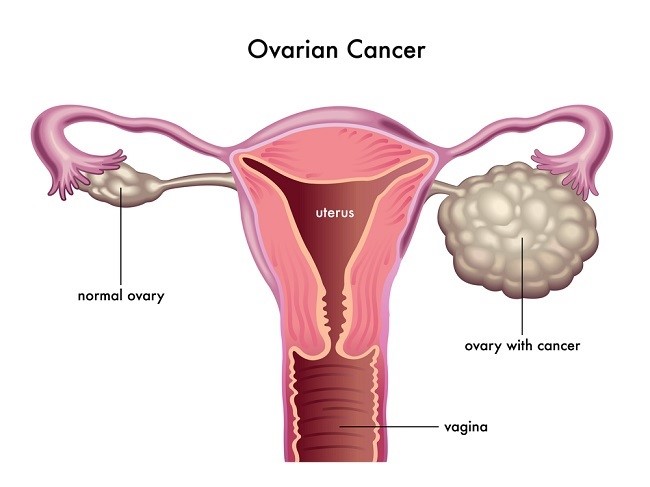 Ovarian Cancer
uterus
normal ovary
ovary with cancer
vagina